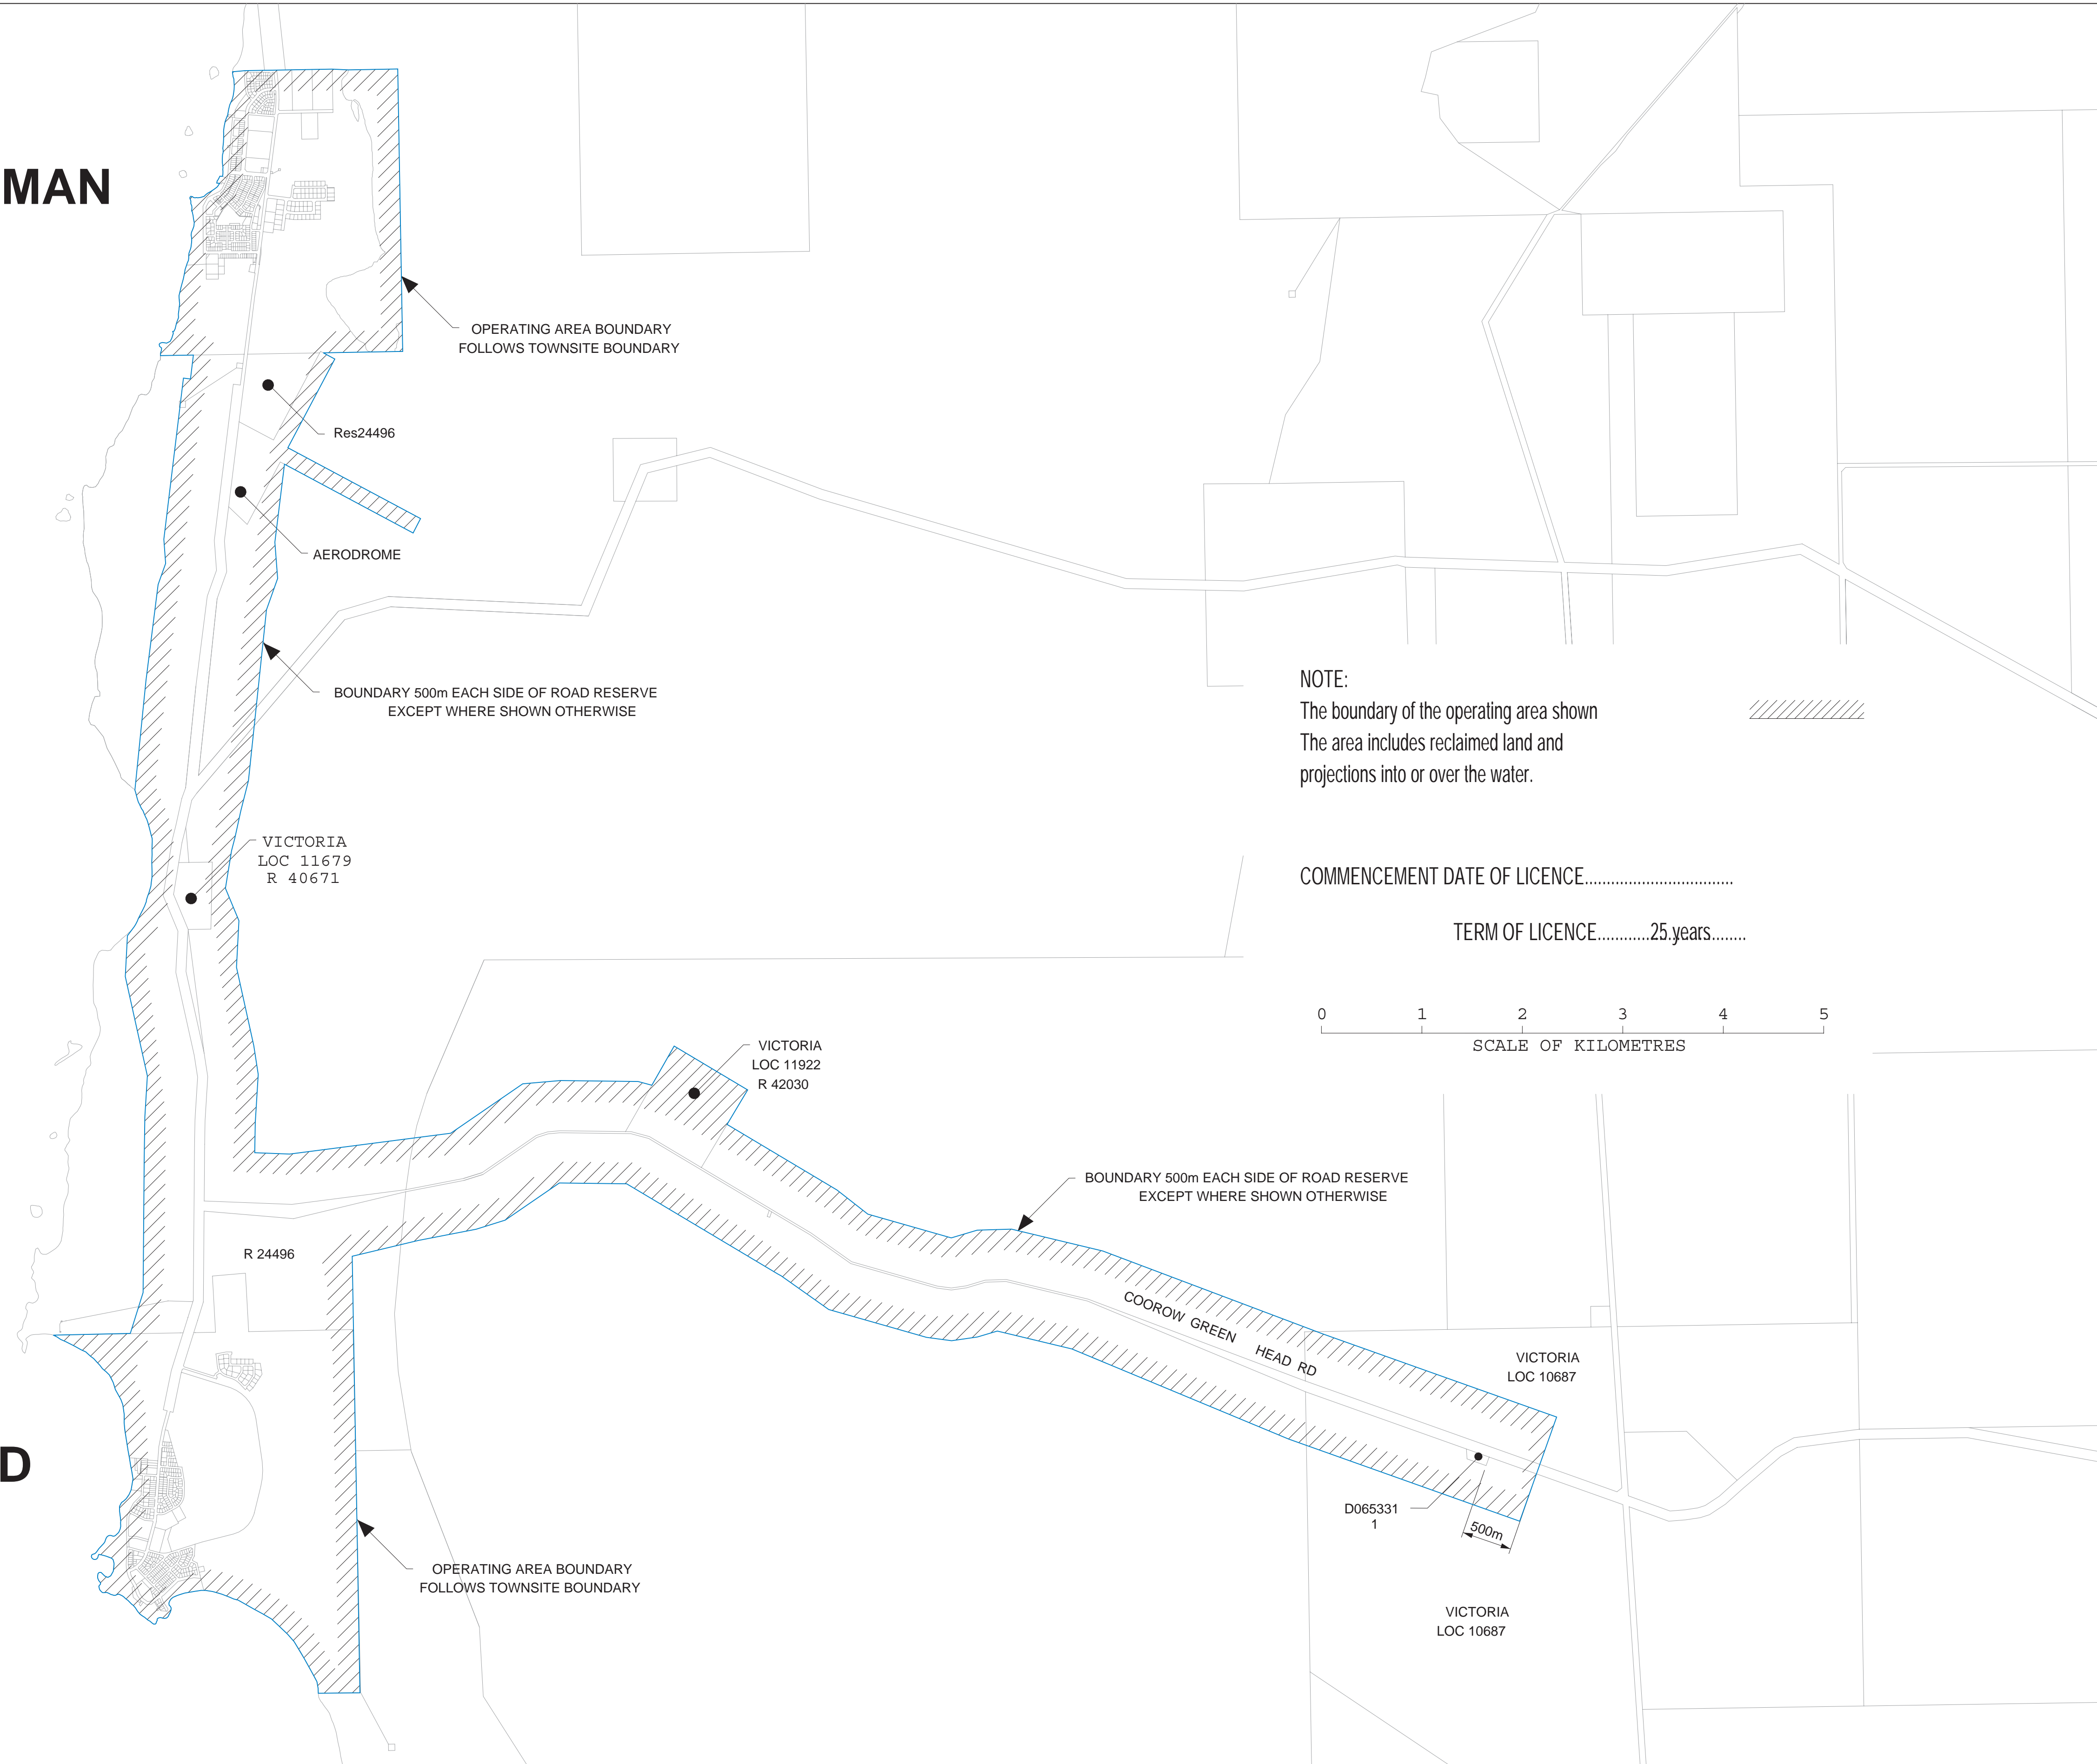 MAN
OPERATING AREA BOUNDARY
FOLLOWS TOWNSITE BOUNDARY
Res24496
AERODROME
BOUNDARY 500m EACH SIDE OF ROAD RESERVE
EXCEPT WHERE SHOWN OTHERWISE
NOTE:
The boundary of the operating area shown
The area includes reclaimed land and
projections into or over the water.
VICTORIA
LOC 11679
R 40671
COMMENCEMENT DATE OF LICENCE..................................
TERM OF LICENCE............25 years........
0 1 2 3 4 5
SCALE OF KILOMETRES
VICTORIA
LOC 11922
R 42030
BOUNDARY 500m EACH SIDE OF ROAD RESERVE
EXCEPT WHERE SHOWN OTHERWISE
R 24496
COOROW GREEN HEAD RD
VICTORIA
LOC 10687
D
D065331
1
500m
OPERATING AREA BOUNDARY
FOLLOWS TOWNSITE BOUNDARY
VICTORIA
LOC 10687